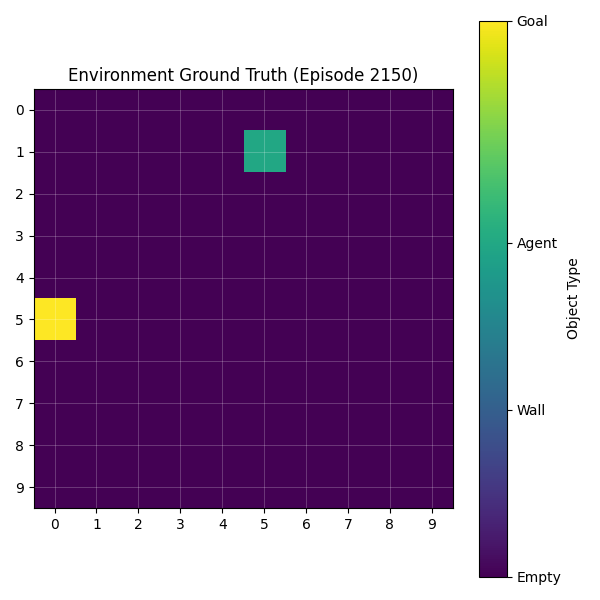 Environment Ground Truth (Episode 2150)
0
1
2
3
4
5
6
7
8
9
0 1 2 3 4 5 6 7 8 9
Goal
Agent
Wall
Empty
Object Type